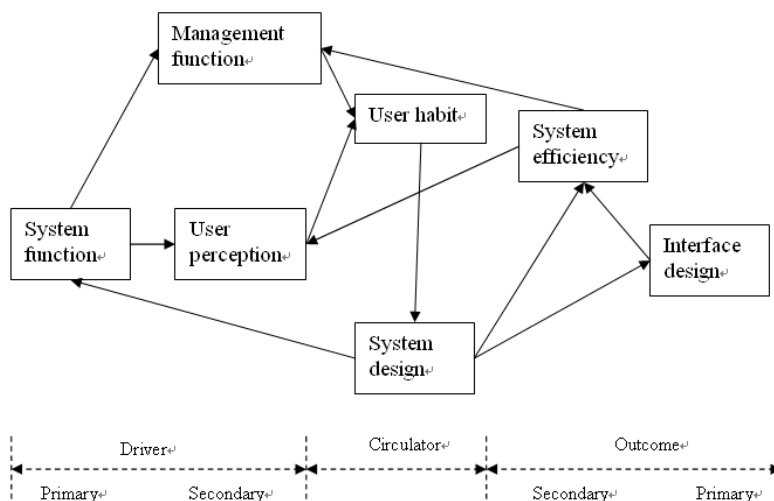 Management
function↵
User habit↵
System
efficiency↵
System
function↵
User
perception↵
Interface
design↵
System
design↵
Driver↵
Circulator↵
Outcome↵
Primary↵
Secondary↵
Secondary↵
Primary↵